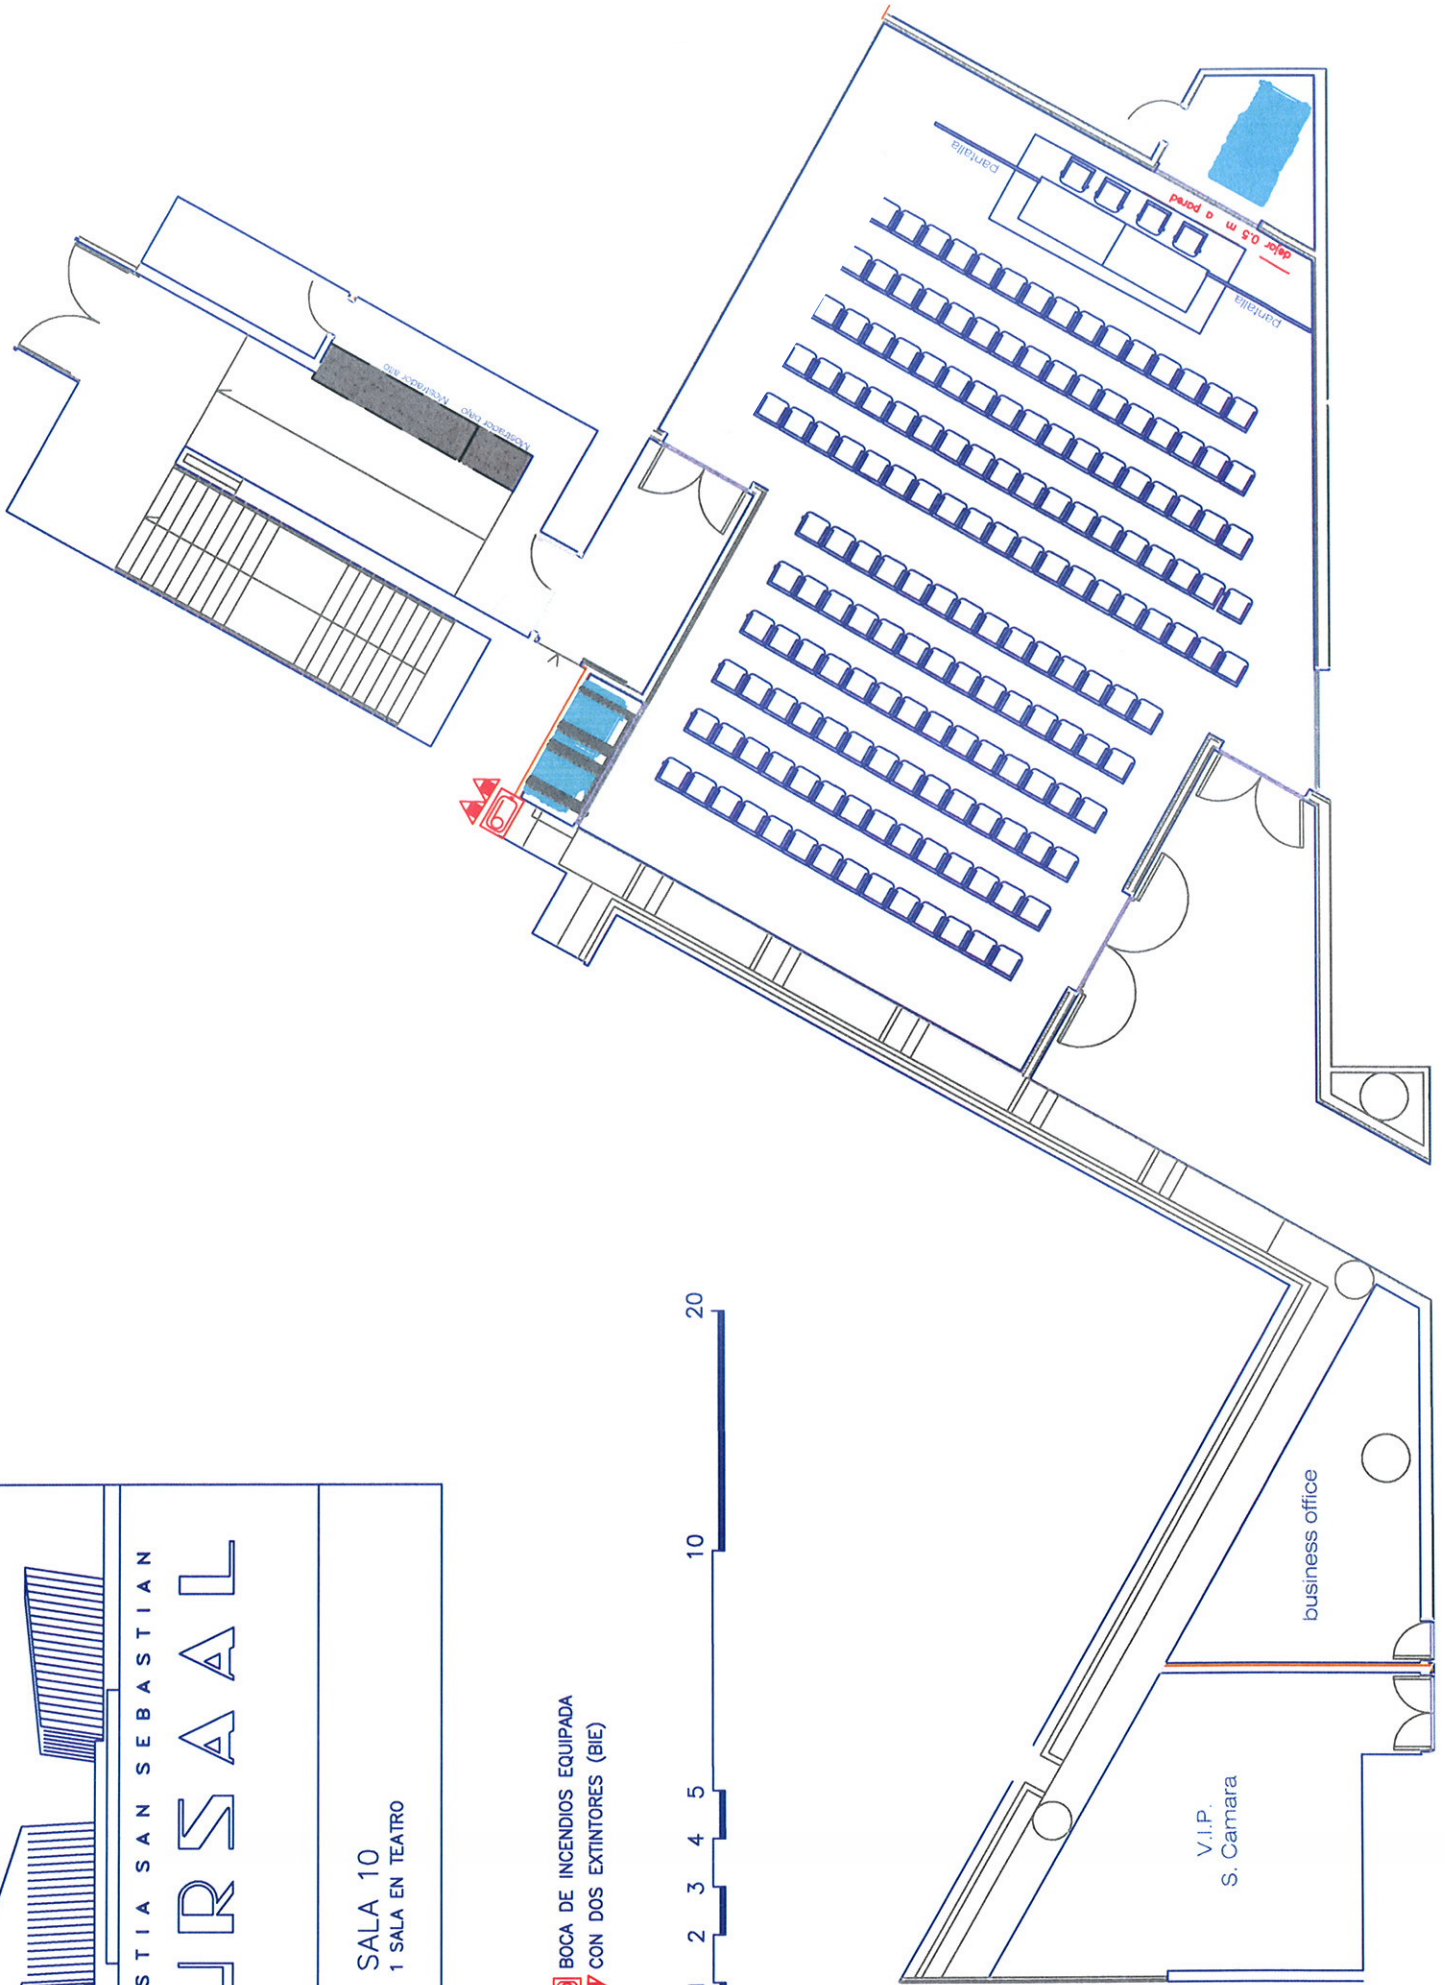 STIA SAN SEBASTIAN
URSAAL
SALA 10
1 SALA EN TEATRO
BOCA DE INCENDIOS EQUIPADA
CON DOS EXTINTORES (BIE)
2 3 4 5 10 20
Mostrador alto
Mostrador bajo
pantalla
dejar 0.5 m a pared
pantalla
business office
V.I.P.
S. Camara